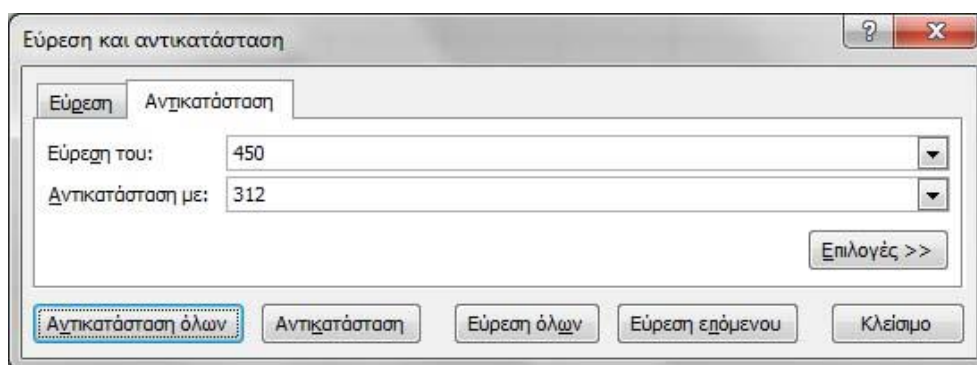 Εύρεση και αντικατάσταση
Εύρεση Αντικατάσταση
Εύρεση του: 450
Αντικατάσταση με: 312
Επιλογές >>
Αντικατάσταση όλων Αντικατάσταση Εύρεση όλων Εύρεση επόμενου Κλείσιμο